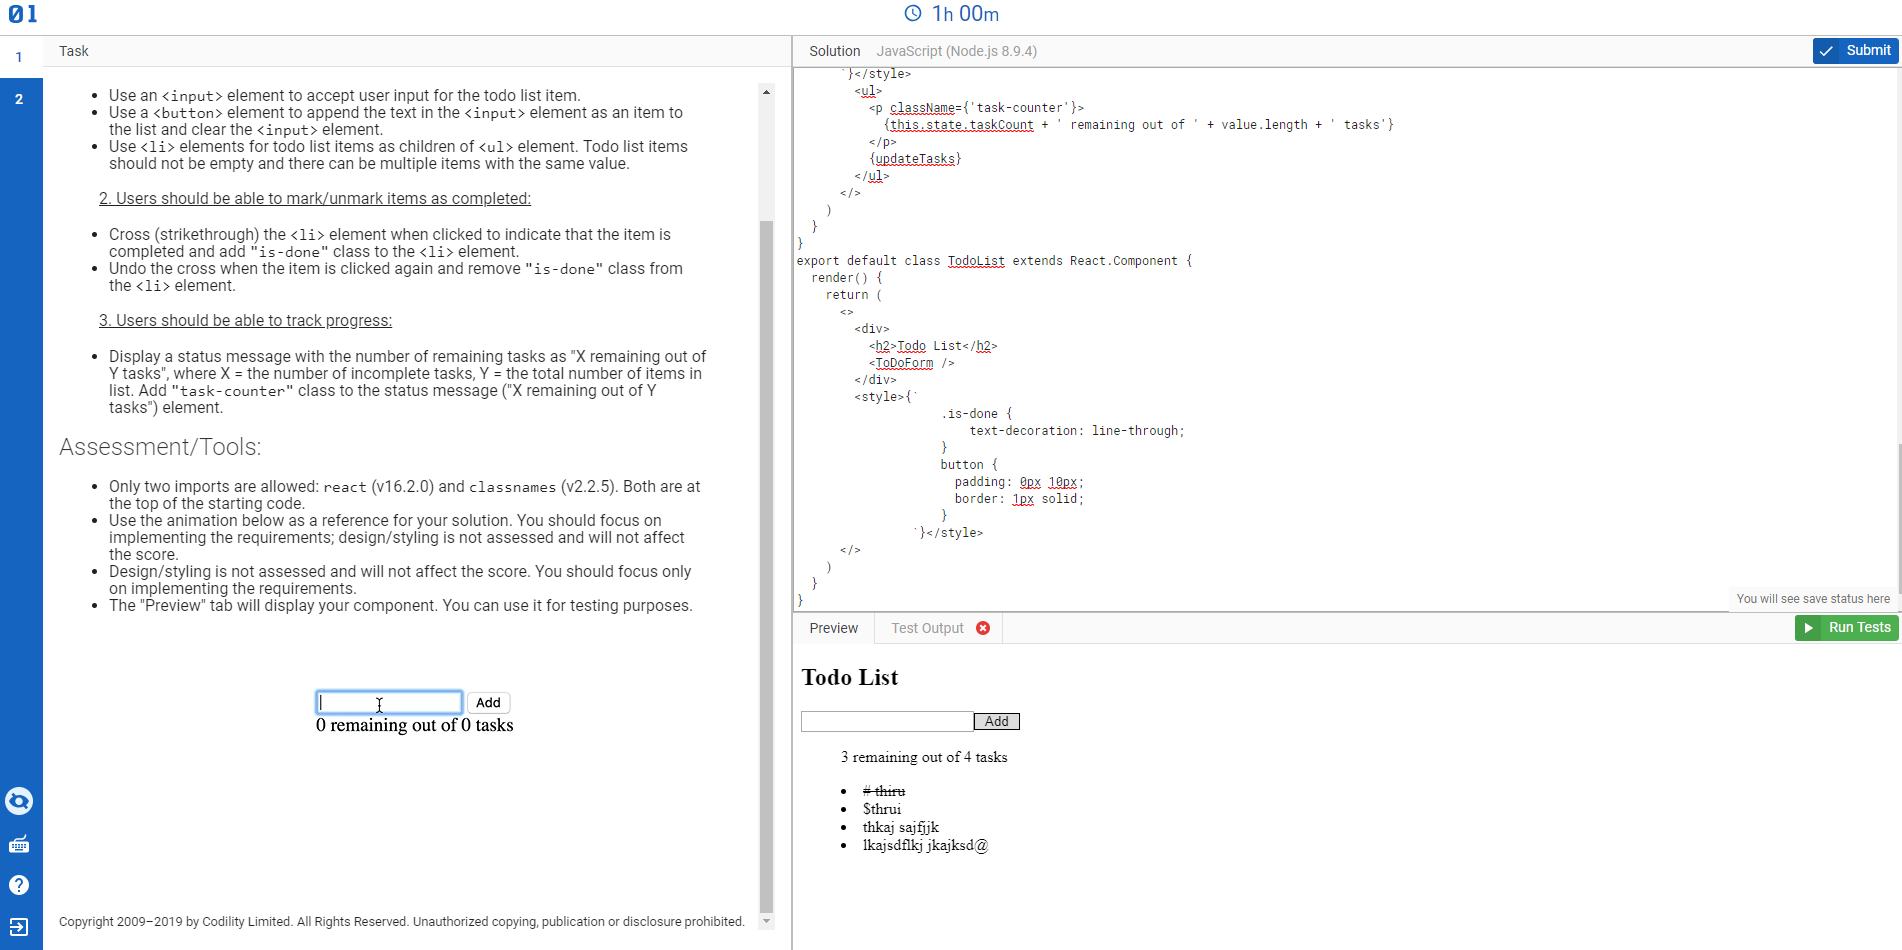 1h 00m
1
2
Task
Use an <input> element to accept user input for the todo list item.
Use a <button> element to append the text in the <input> element as an item to
the list and clear the <input> element.
Use <li> elements for todo list items as children of <ul> element. Todo list items
should not be empty and there can be multiple items with the same value.
2. Users should be able to mark/unmark items as completed:
Cross (strikethrough) the <li> element when clicked to indicate that the item is
completed and add "is-done" class to the <li> element.
Undo the cross when the item is clicked again and remove "is-done" class from
the <li> element.
3. Users should be able to track progress:
Display a status message with the number of remaining tasks as "X remaining out of
Y tasks", where X = the number of incomplete tasks, Y = the total number of items in
list. Add "task-counter" class to the status message ("X remaining out of Y
tasks") element.
Assessment/Tools:
Only two imports are allowed: react (v16.2.0) and classnames (v2.2.5). Both are at
the top of the starting code.
Use the animation below as a reference for your solution. You should focus on
implementing the requirements; design/styling is not assessed and will not affect
the score.
Design/styling is not assessed and will not affect the score. You should focus only
on implementing the requirements.
The "Preview" tab will display your component. You can use it for testing purposes.
Add
0 remaining out of 0 tasks
Copyright 2009–2019 by Codility Limited. All Rights Reserved. Unauthorized copying, publication or disclosure prohibited.
Solution JavaScript (Node.js 8.9.4)
Submit
`}</style>
<ul>
<p className={'task-counter'}>
{this.state.taskCount + ' remaining out of ' + value.length + ' tasks'}
</p>
{updateTasks}
</ul>
</>
)
}
}
export default class TodoList extends React.Component {
render() {
return (
<>
<div>
<h2>Todo List</h2>
<ToDoForm />
</div>
<style>{`
.is-done {
text-decoration: line-through;
}
button {
padding: 0px 10px;
border: 1px solid;
}
`}</style>
</>
)
}
}
You will see save status here
Preview
Test Output
Run Tests
Todo List
Add
3 remaining out of 4 tasks
# thiru
$thrui
thkaj sajfjjk
lkajsdflkj jkajksd@